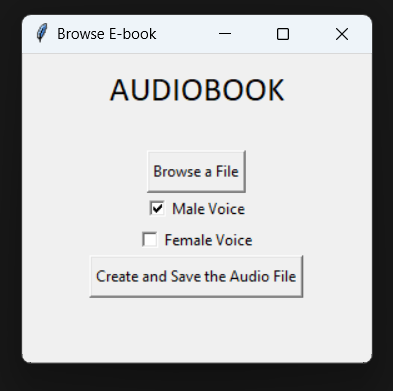 Browse E-book
AUDIOBOOK
Browse a File
Male Voice
Female Voice
Create and Save the Audio File